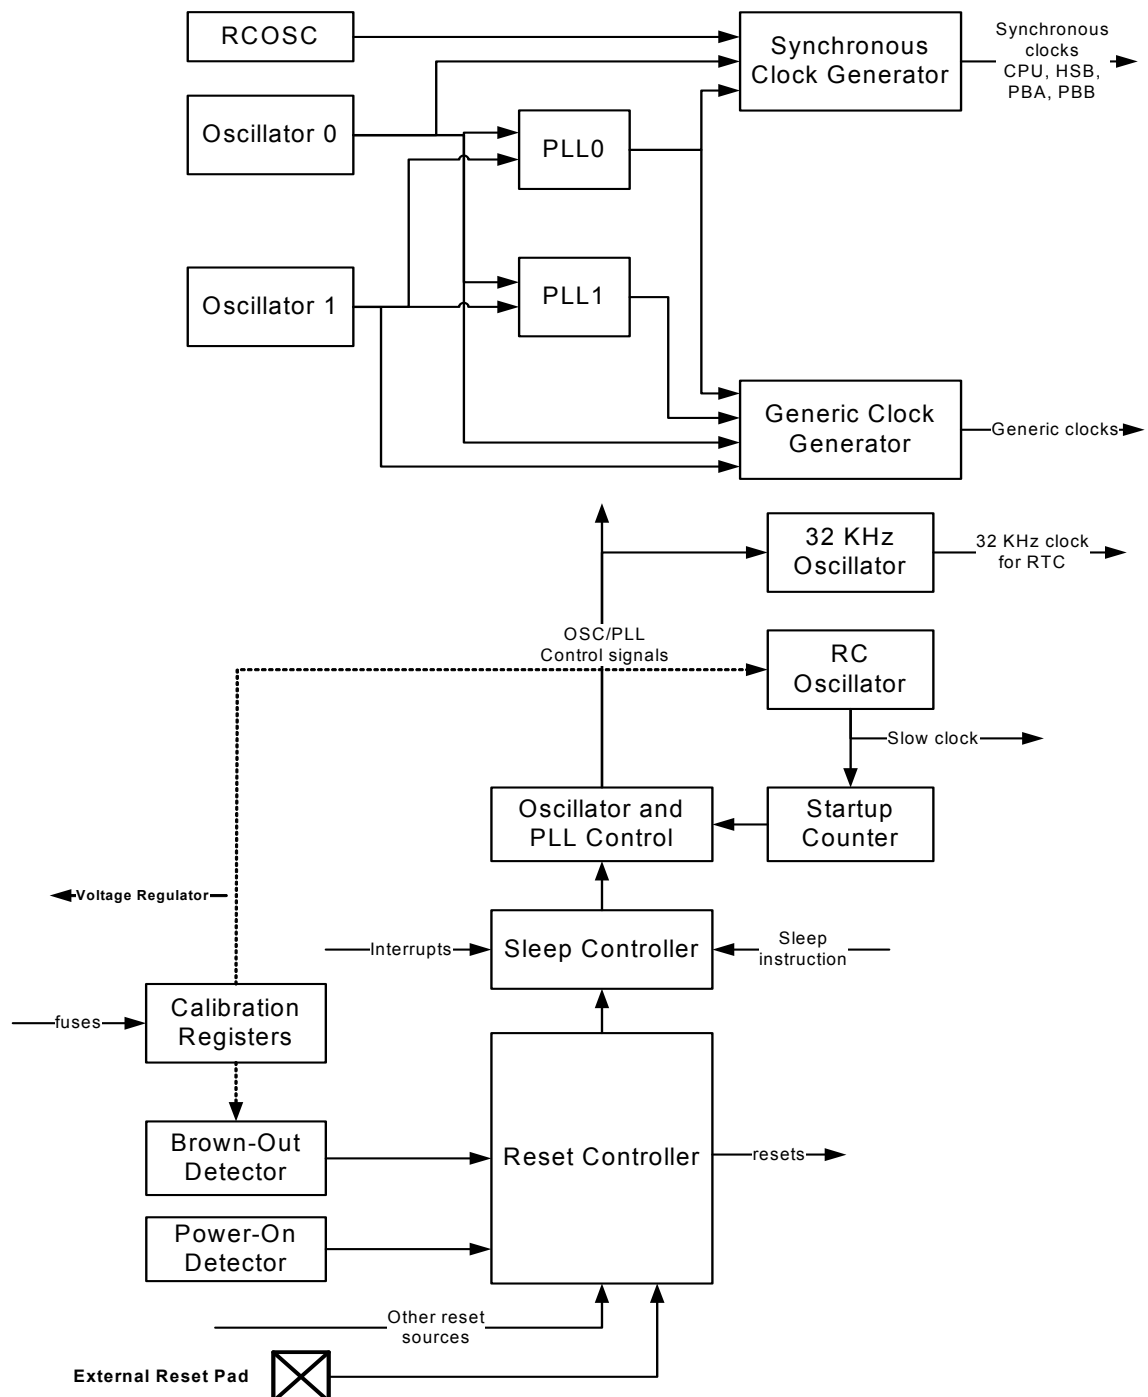 RCOSC
Synchronous
Clock Generator
Synchronous
clocks
CPU, HSB,
PBA, PBB
Oscillator 0
PLL0
Oscillator 1
PLL1
Generic Clock
Generator
Generic clocks
32 KHz
Oscillator
32 KHz clock
for RTC
OSC/PLL
Control signals
RC
Oscillator
Slow clock
Oscillator and
PLL Control
Startup
Counter
Voltage Regulator
Interrupts
Sleep Controller
Sleep
instruction
fuses
Calibration
Registers
Brown-Out
Detector
Reset Controller
resets
Power-On
Detector
Other reset
sources
External Reset Pad